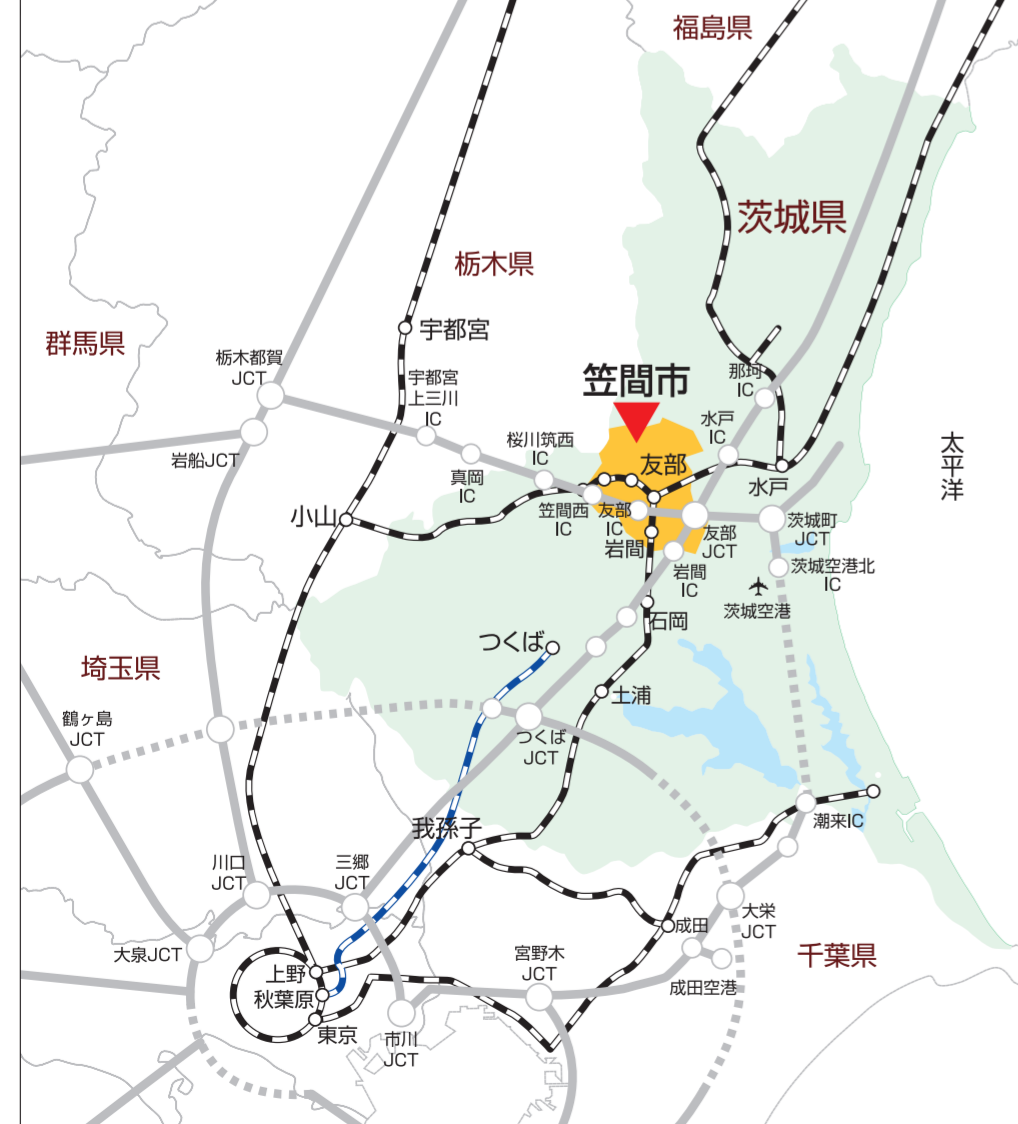 福島県
茨城県
栃木県
群馬県
宇都宮
栃木都賀
JCT
宇都宮
上三川
IC
笠間市
那珂
IC
水戸
IC
岩船JCT
桜川筑西
IC
真岡
IC
友部
水戸
太
平
洋
小山
笠間西
IC
友部
IC
岩間
友部
JCT
茨城町
JCT
岩間
IC
茨城空港北
IC
茨城空港
石岡
つくば
埼玉県
土浦
鶴ヶ島
JCT
つくば
JCT
我孫子
潮来IC
川口
JCT
三郷
JCT
大栄
JCT
成田
大泉JCT
宮野木
JCT
千葉県
上野
秋葉原
成田空港
東京
市川
JCT